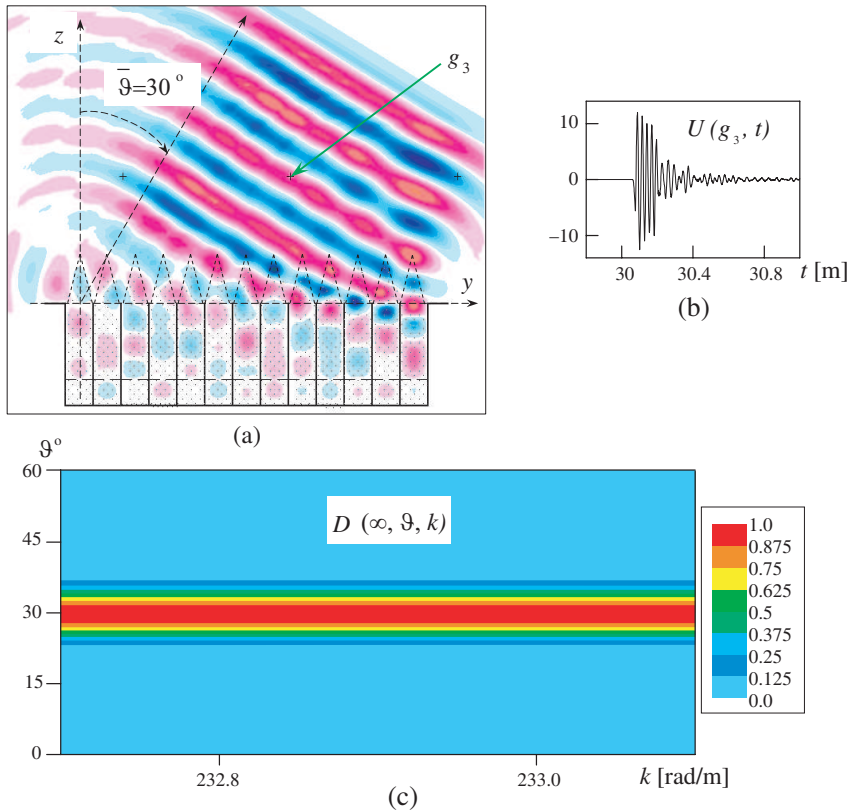 z
ϑ̄=30°
g₃
y
(a)
10
0
−10
U (g₃, t)
30
30.4
30.8
t [m]
(b)
ϑ°
60
45
30
15
0
D (∞, ϑ, k)
232.8
233.0
k [rad/m]
1.0
0.875
0.75
0.625
0.5
0.375
0.25
0.125
0.0
(c)